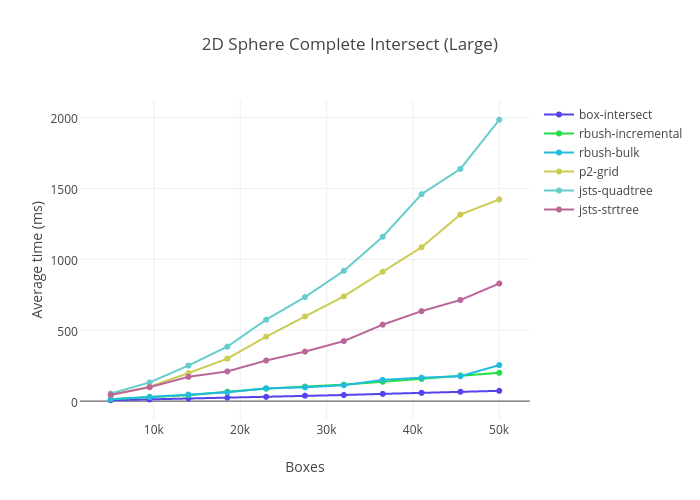 2D Sphere Complete Intersect (Large)
2000
1500
1000
500
0
Average time (ms)
10k
20k
30k
40k
50k
Boxes
box-intersect
rbush-incremental
rbush-bulk
p2-grid
jsts-quadtree
jsts-strtree